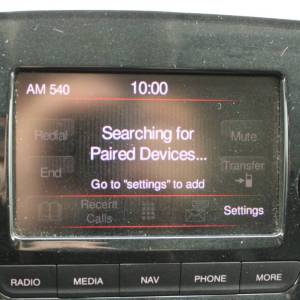 AM 540 10:00
Redial Searching for Mute
Paired Devices...
End Go to "settings" to add Transfer
Recent
Calls Settings
RADIO MEDIA NAV PHONE MORE